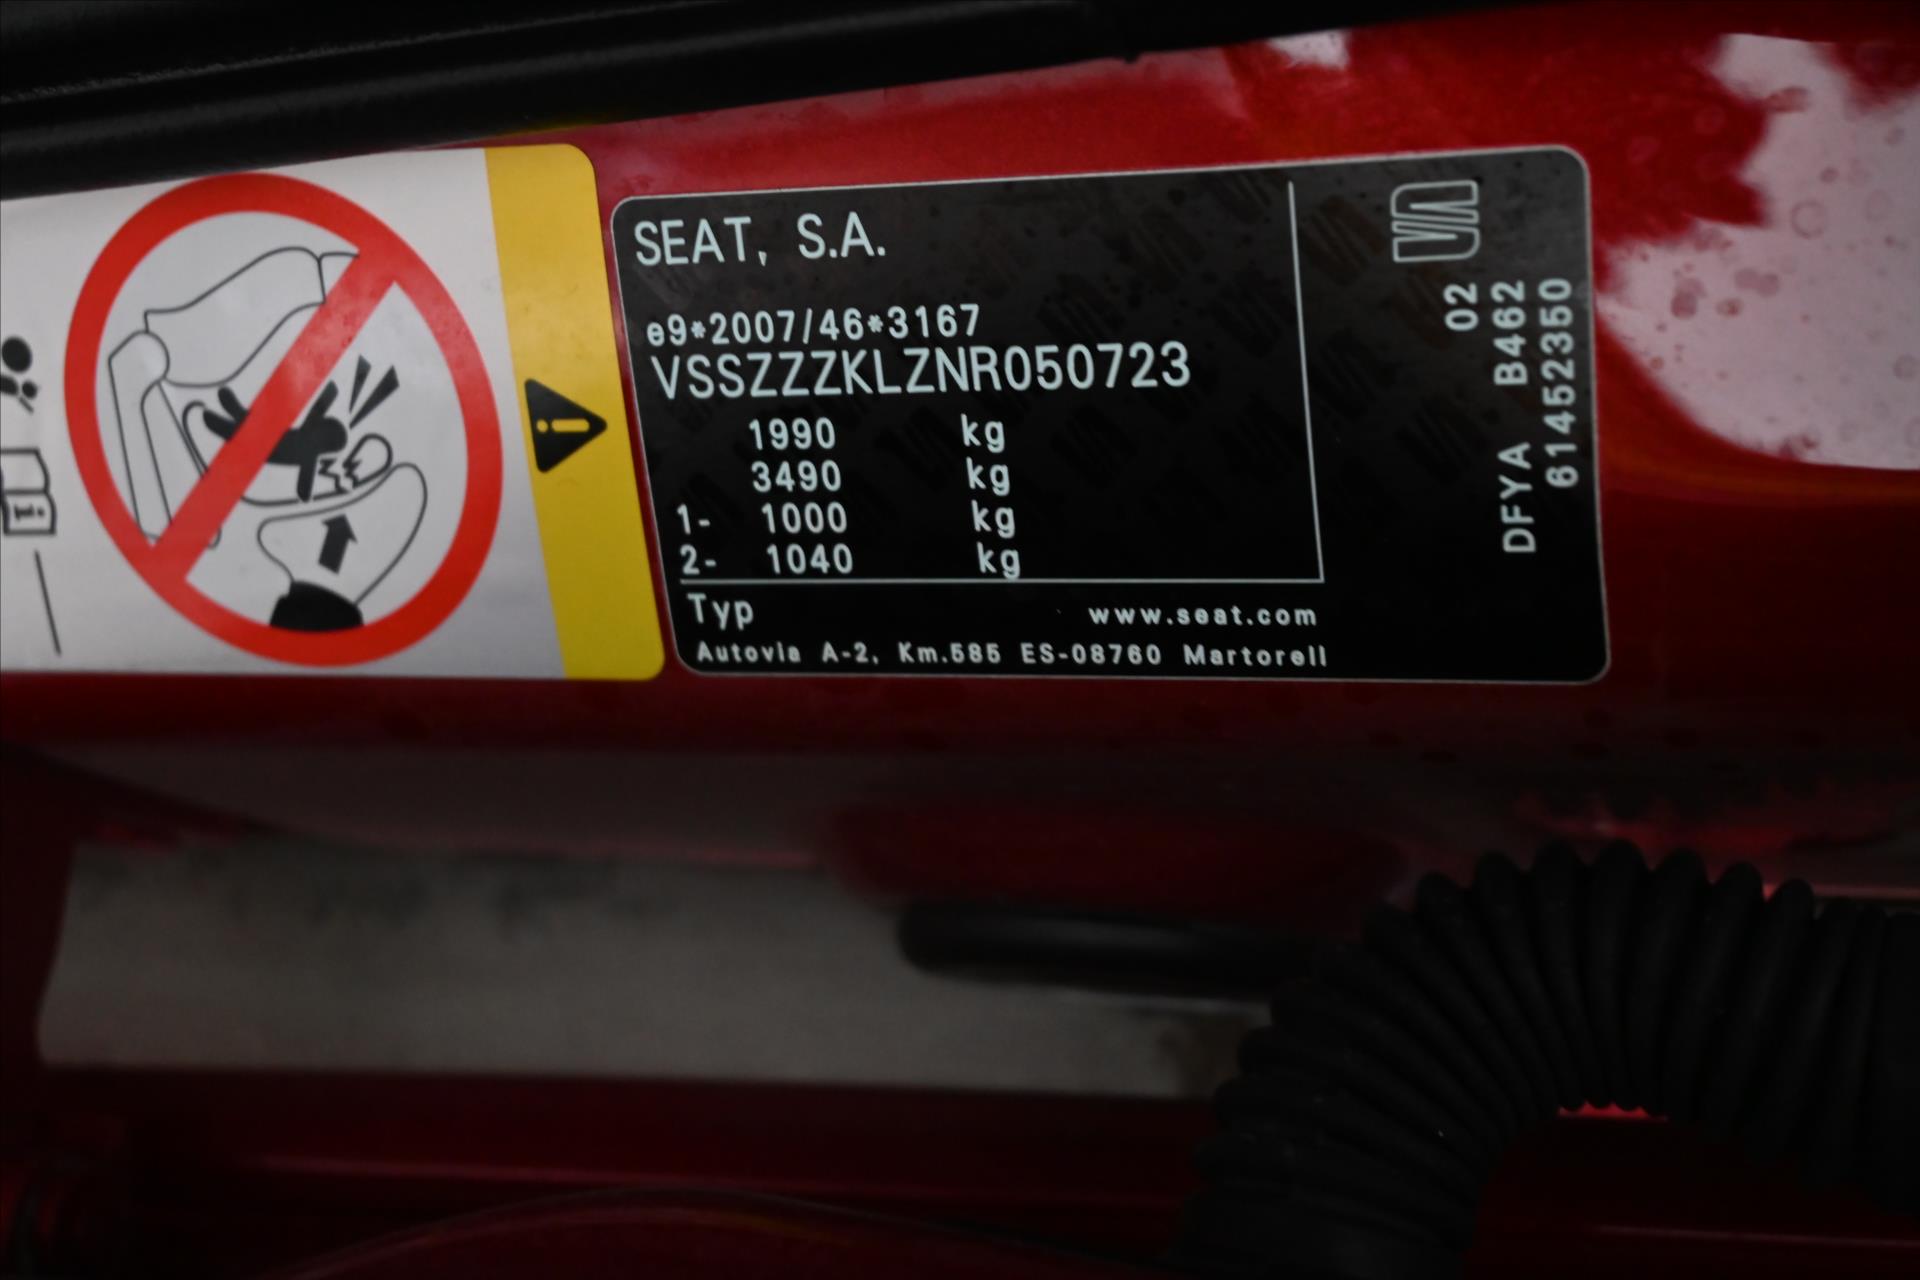 SEAT, S.A.
e9*2007/46*3167
VSSZZZKLZNR050723
1990 kg
3490 kg
1- 1000 kg
2- 1040 kg
Typ www.seat.com
Autovia A-2, Km.585 ES-08760 Martorell
02
DFYA B462
61452350